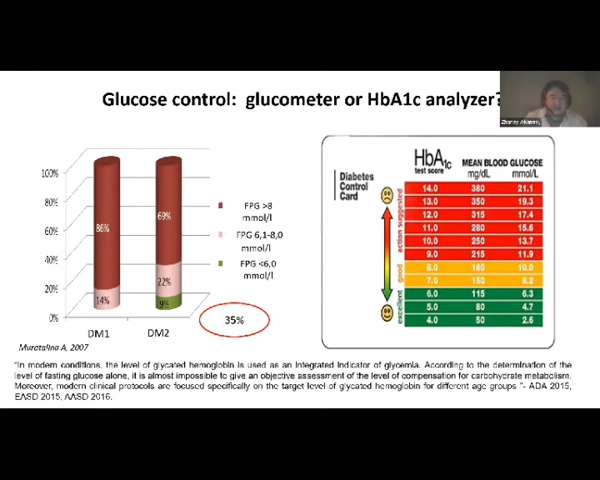 Glucose control: glucometer or HbA1c analyzer?
100%
80%
60%
40%
20%
0%
86%
14%
69%
22%
9%
DM1
DM2
FPG >8
mmol/l
FPG 6,1-8,0
mmol/l
FPG <6,0
mmol/l
35%
Muratalina A, 2007
Diabetes
Control
Card
HbA1c
test score
MEAN BLOOD GLUCOSE
mg/dL mmol/L
action suggested
good
excellent
14.0 380 21.1
13.0 350 19.3
12.0 315 17.4
11.0 280 15.6
10.0 250 13.7
9.0 215 11.9
8.0 180 10.0
7.0 150 8.2
6.0 115 6.3
5.0 80 4.7
4.0 50 2.6
"In modern conditions, the level of glycated hemoglobin is used as an integrated indicator of glycemia. According to the determination of the
level of fasting glucose alone, it is almost impossible to give an objective assessment of the level of compensation for carbohydrate metabolism.
Moreover, modern clinical protocols are focused specifically on the target level of glycated hemoglobin for different age groups "- ADA 2015,
EASD 2015, AASD 2016.